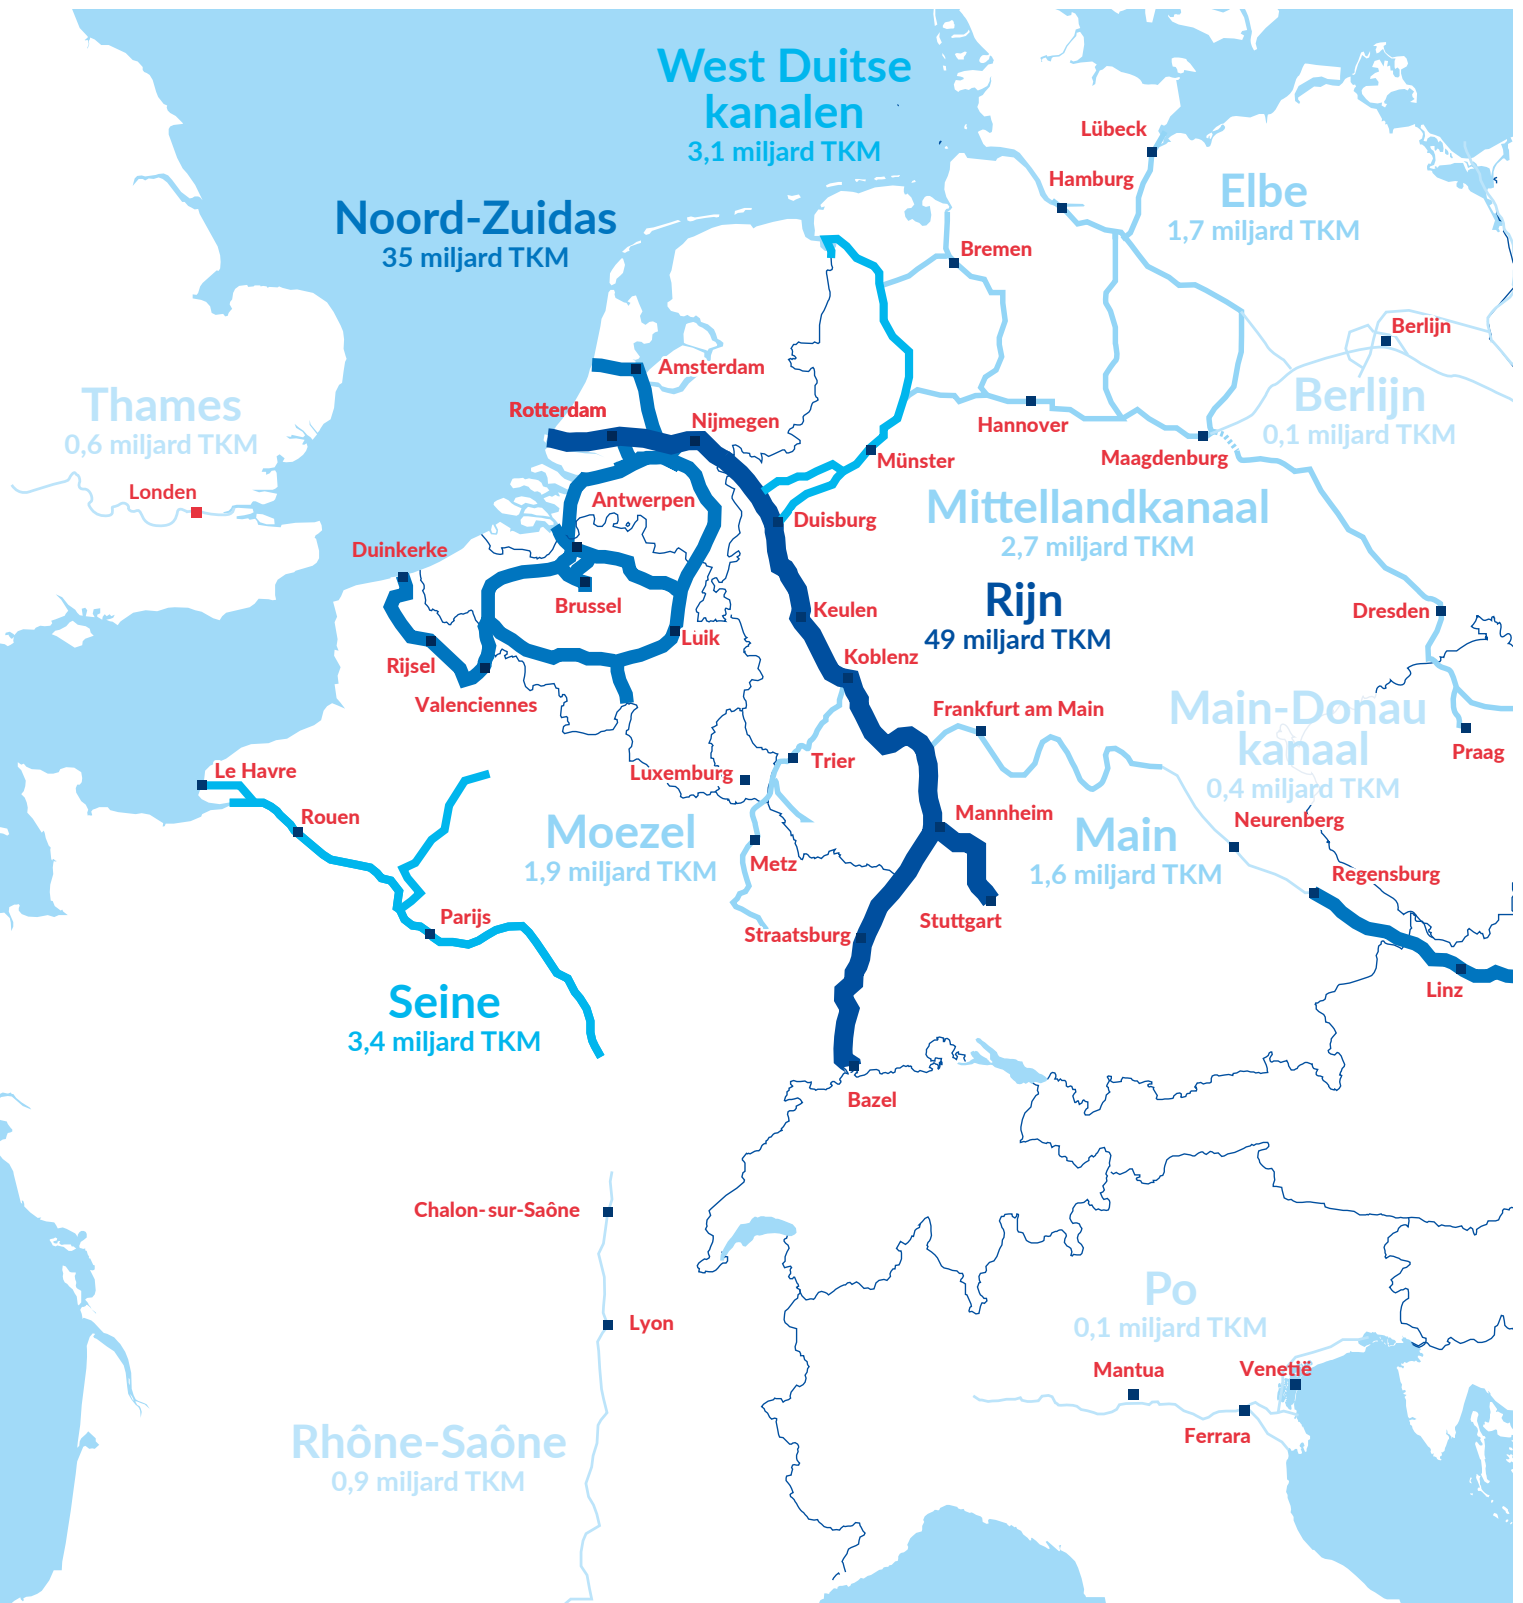 West Duitse
kanalen
3,1 miljard TKM
Lübeck
Hamburg
Elbe
1,7 miljard TKM
Noord-Zuidas
35 miljard TKM
Bremen
Berlijn
Amsterdam
Thames
0,6 miljard TKM
Berlijn
0,1 miljard TKM
Rotterdam
Nijmegen
Hannover
Münster
Maagdenburg
Londen
Antwerpen
Mittellandkanaal
2,7 miljard TKM
Duisburg
Duinkerke
Brussel
Rijn
49 miljard TKM
Keulen
Dresden
Luik
Rijsel
Koblenz
Valenciennes
Frankfurt am Main
Main-Donau
kanaal
0,4 miljard TKM
Praag
Le Havre
Luxemburg
Trier
Rouen
Moezel
1,9 miljard TKM
Mannheim
Main
1,6 miljard TKM
Neurenberg
Metz
Regensburg
Parijs
Stuttgart
Straatsburg
Seine
3,4 miljard TKM
Linz
Bazel
Chalon-sur-Saône
Po
0,1 miljard TKM
Lyon
Mantua
Venetië
Ferrara
Rhône-Saône
0,9 miljard TKM